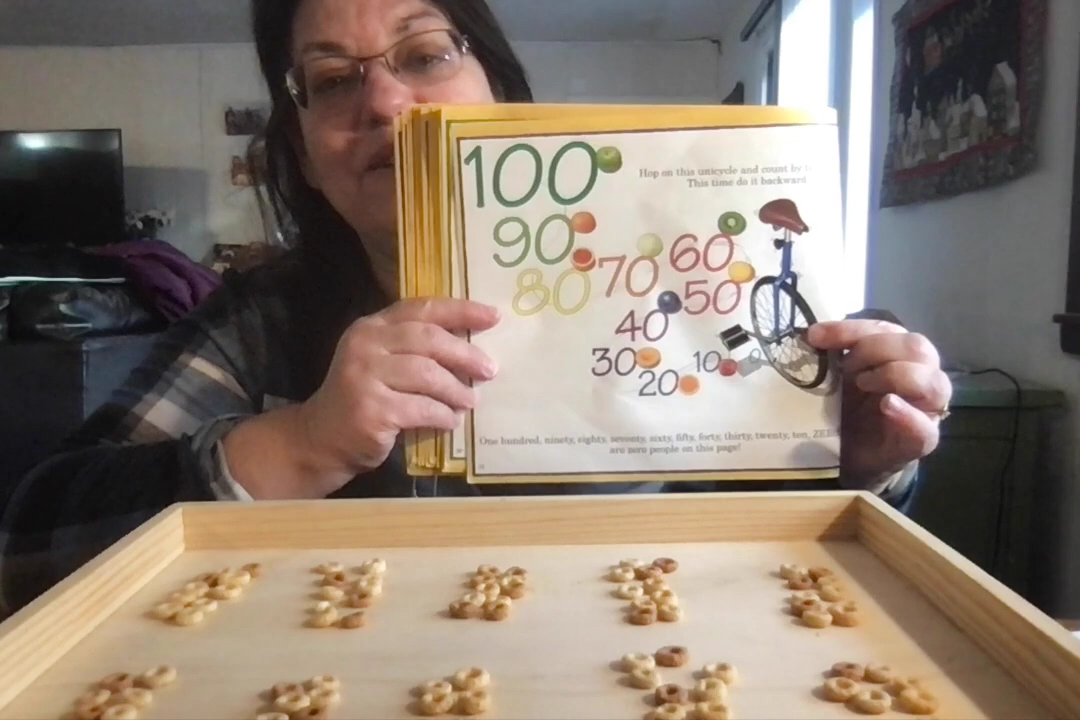 100
Hop on this unicycle and count by
This time do it backward
90
80
70
60
50
40
30
20
10
0
One hundred, ninety, eighty, seventy, sixty, fifty, forty, thirty, twenty, ten,
are zero people on this page!